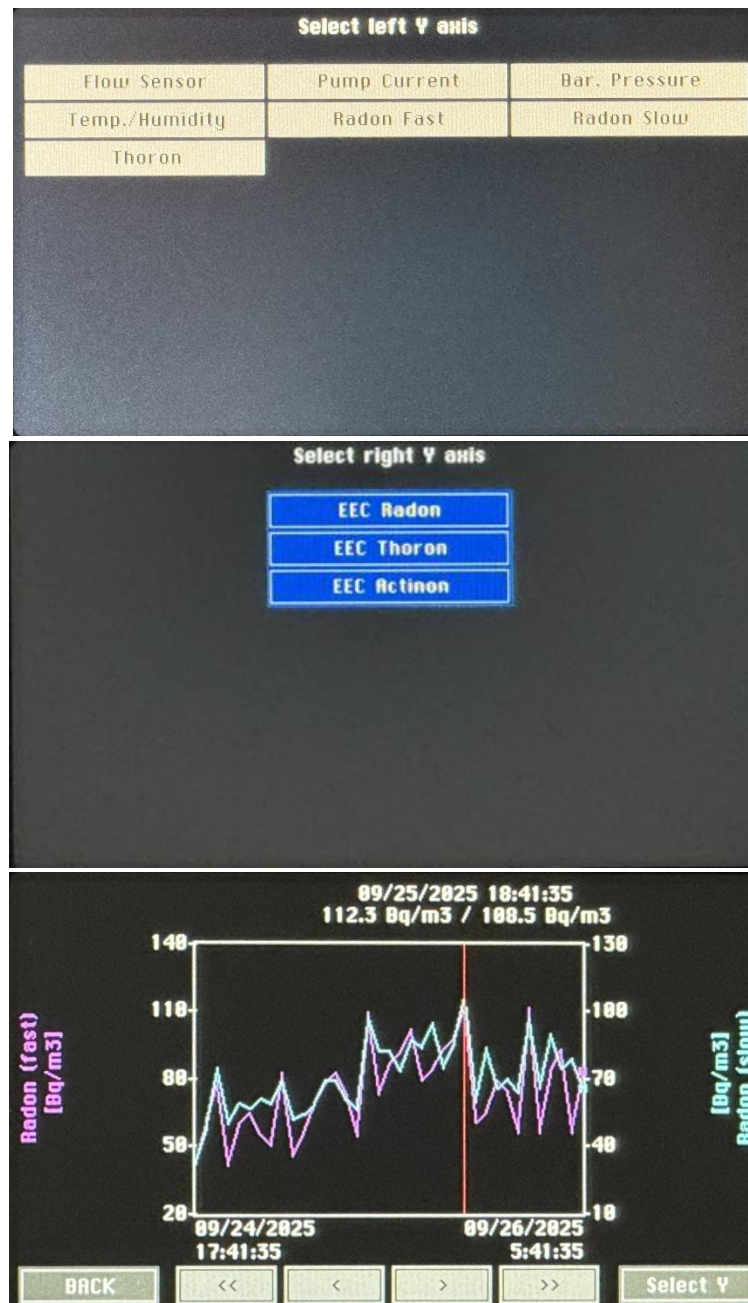 Select left Y axis
Flow Sensor Pump Current Bar. Pressure
Temp./Humidity Radon Fast Radon Slow
Thoron
Select right Y axis
EEC Radon
EEC Thoron
EEC Actinon
09/25/2025 18:41:35
112.3 Bq/m3 / 108.5 Bq/m3
140 130
110 100
80 70
50 40
20 10
Radon (fast)
[Bq/m3]
[Bq/m3]
Radon (slow)
09/24/2025 09/26/2025
17:41:35 5:41:35
BACK << < > >> Select Y